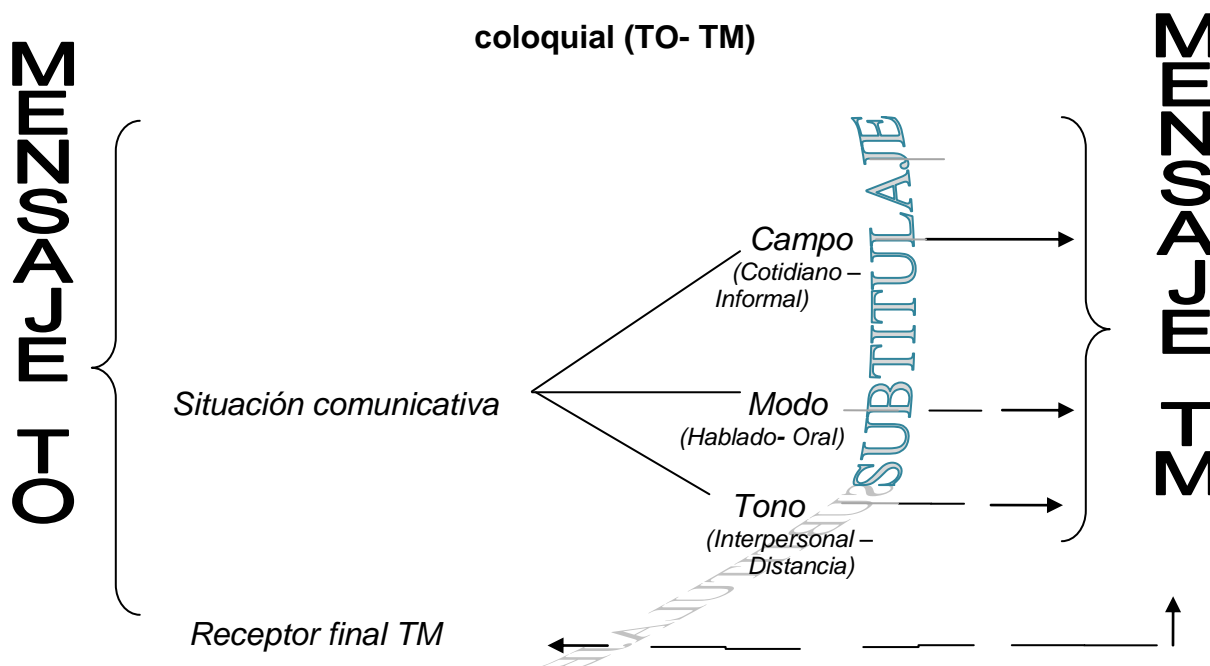 coloquial (TO- TM)
MENSAJE TO
MENSAJE TM
SUBTITULAJE
Campo
(Cotidiano –
Informal)
Situación comunicativa
Modo
(Hablado- Oral)
Tono
(Interpersonal –
Distancia)
Receptor final TM